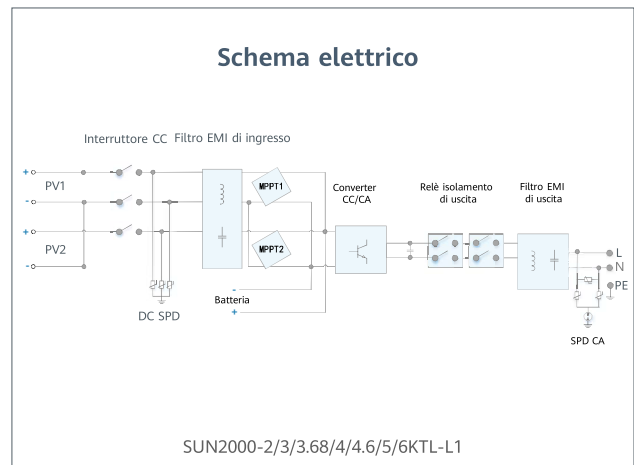 Schema elettrico
Interruttore CC Filtro EMI di ingresso
+
PV1
-
+
PV2
-
DC SPD
MPPT1
MPPT2
Batteria
-
+
Converter
CC/CA
Relè isolamento
di uscita
Filtro EMI
di uscita
L
N
PE
SPD CA
SUN2000-2/3/3.68/4/4.6/5/6KTL-L1